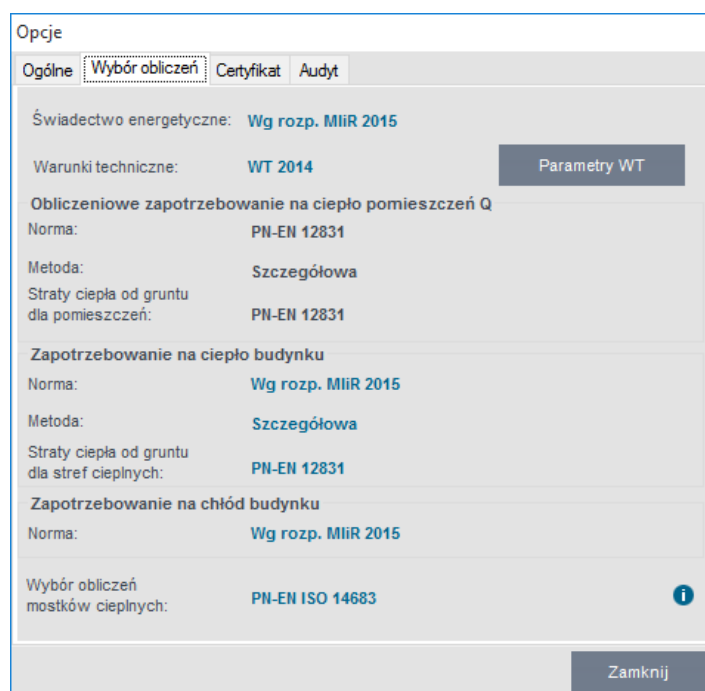 Opcje
Ogólne Wybór obliczeń Certyfikat Audyt
Świadectwo energetyczne: Wg rozp. MIiR 2015
Warunki techniczne: WT 2014 Parametry WT
Obliczeniowe zapotrzebowanie na ciepło pomieszczeń Q
Norma: PN-EN 12831
Metoda: Szczegółowa
Straty ciepła od gruntu
dla pomieszczeń: PN-EN 12831
Zapotrzebowanie na ciepło budynku
Norma: Wg rozp. MIiR 2015
Metoda: Szczegółowa
Straty ciepła od gruntu
dla stref cieplnych: PN-EN 12831
Zapotrzebowanie na chłód budynku
Norma: Wg rozp. MIiR 2015
Wybór obliczeń
mostków cieplnych: PN-EN ISO 14683 i
Zamknij